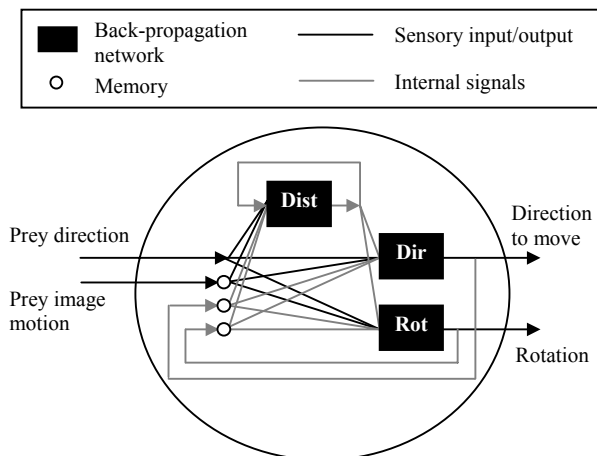 Back-propagation
network
Memory
Sensory input/output
Internal signals
Dist
Prey direction
Dir
Direction
to move
Prey image
motion
Rot
Rotation